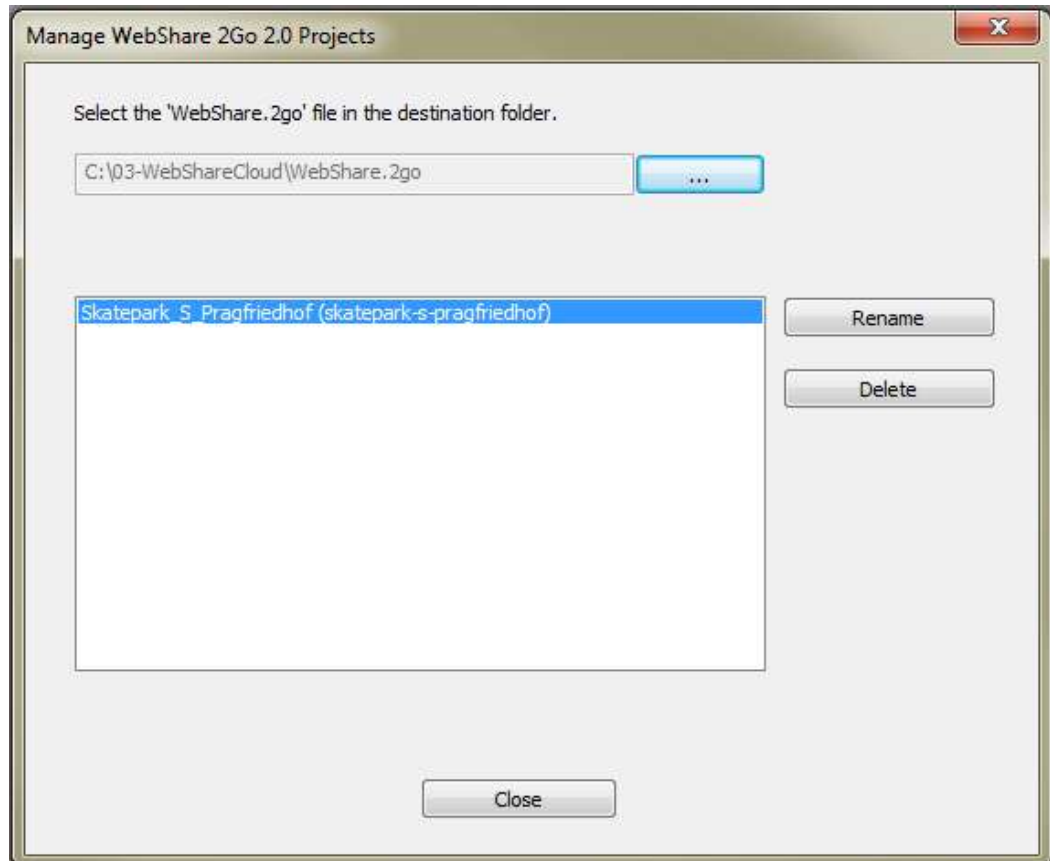 Manage WebShare 2Go 2.0 Projects
Select the 'WebShare.2go' file in the destination folder.
C:\03-WebShareCloud\WebShare.2go
...
Skatepark_S_Pragfriedhof (skatepark-s-pragfriedhof)
Rename
Delete
Close